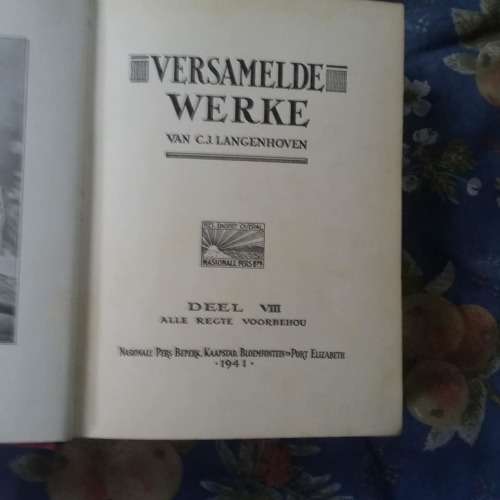 VERSAMELDE
WERKE
VAN C.J. LANGENHOVEN
NASIONALE PERS BPK
DEEL VIII
ALLE REGTE VOORBEHOU
NASIONALE PERS, BEPERK, KAAPSTAD, BLOEMFONTEIN EN PORT ELIZABETH
·1941·